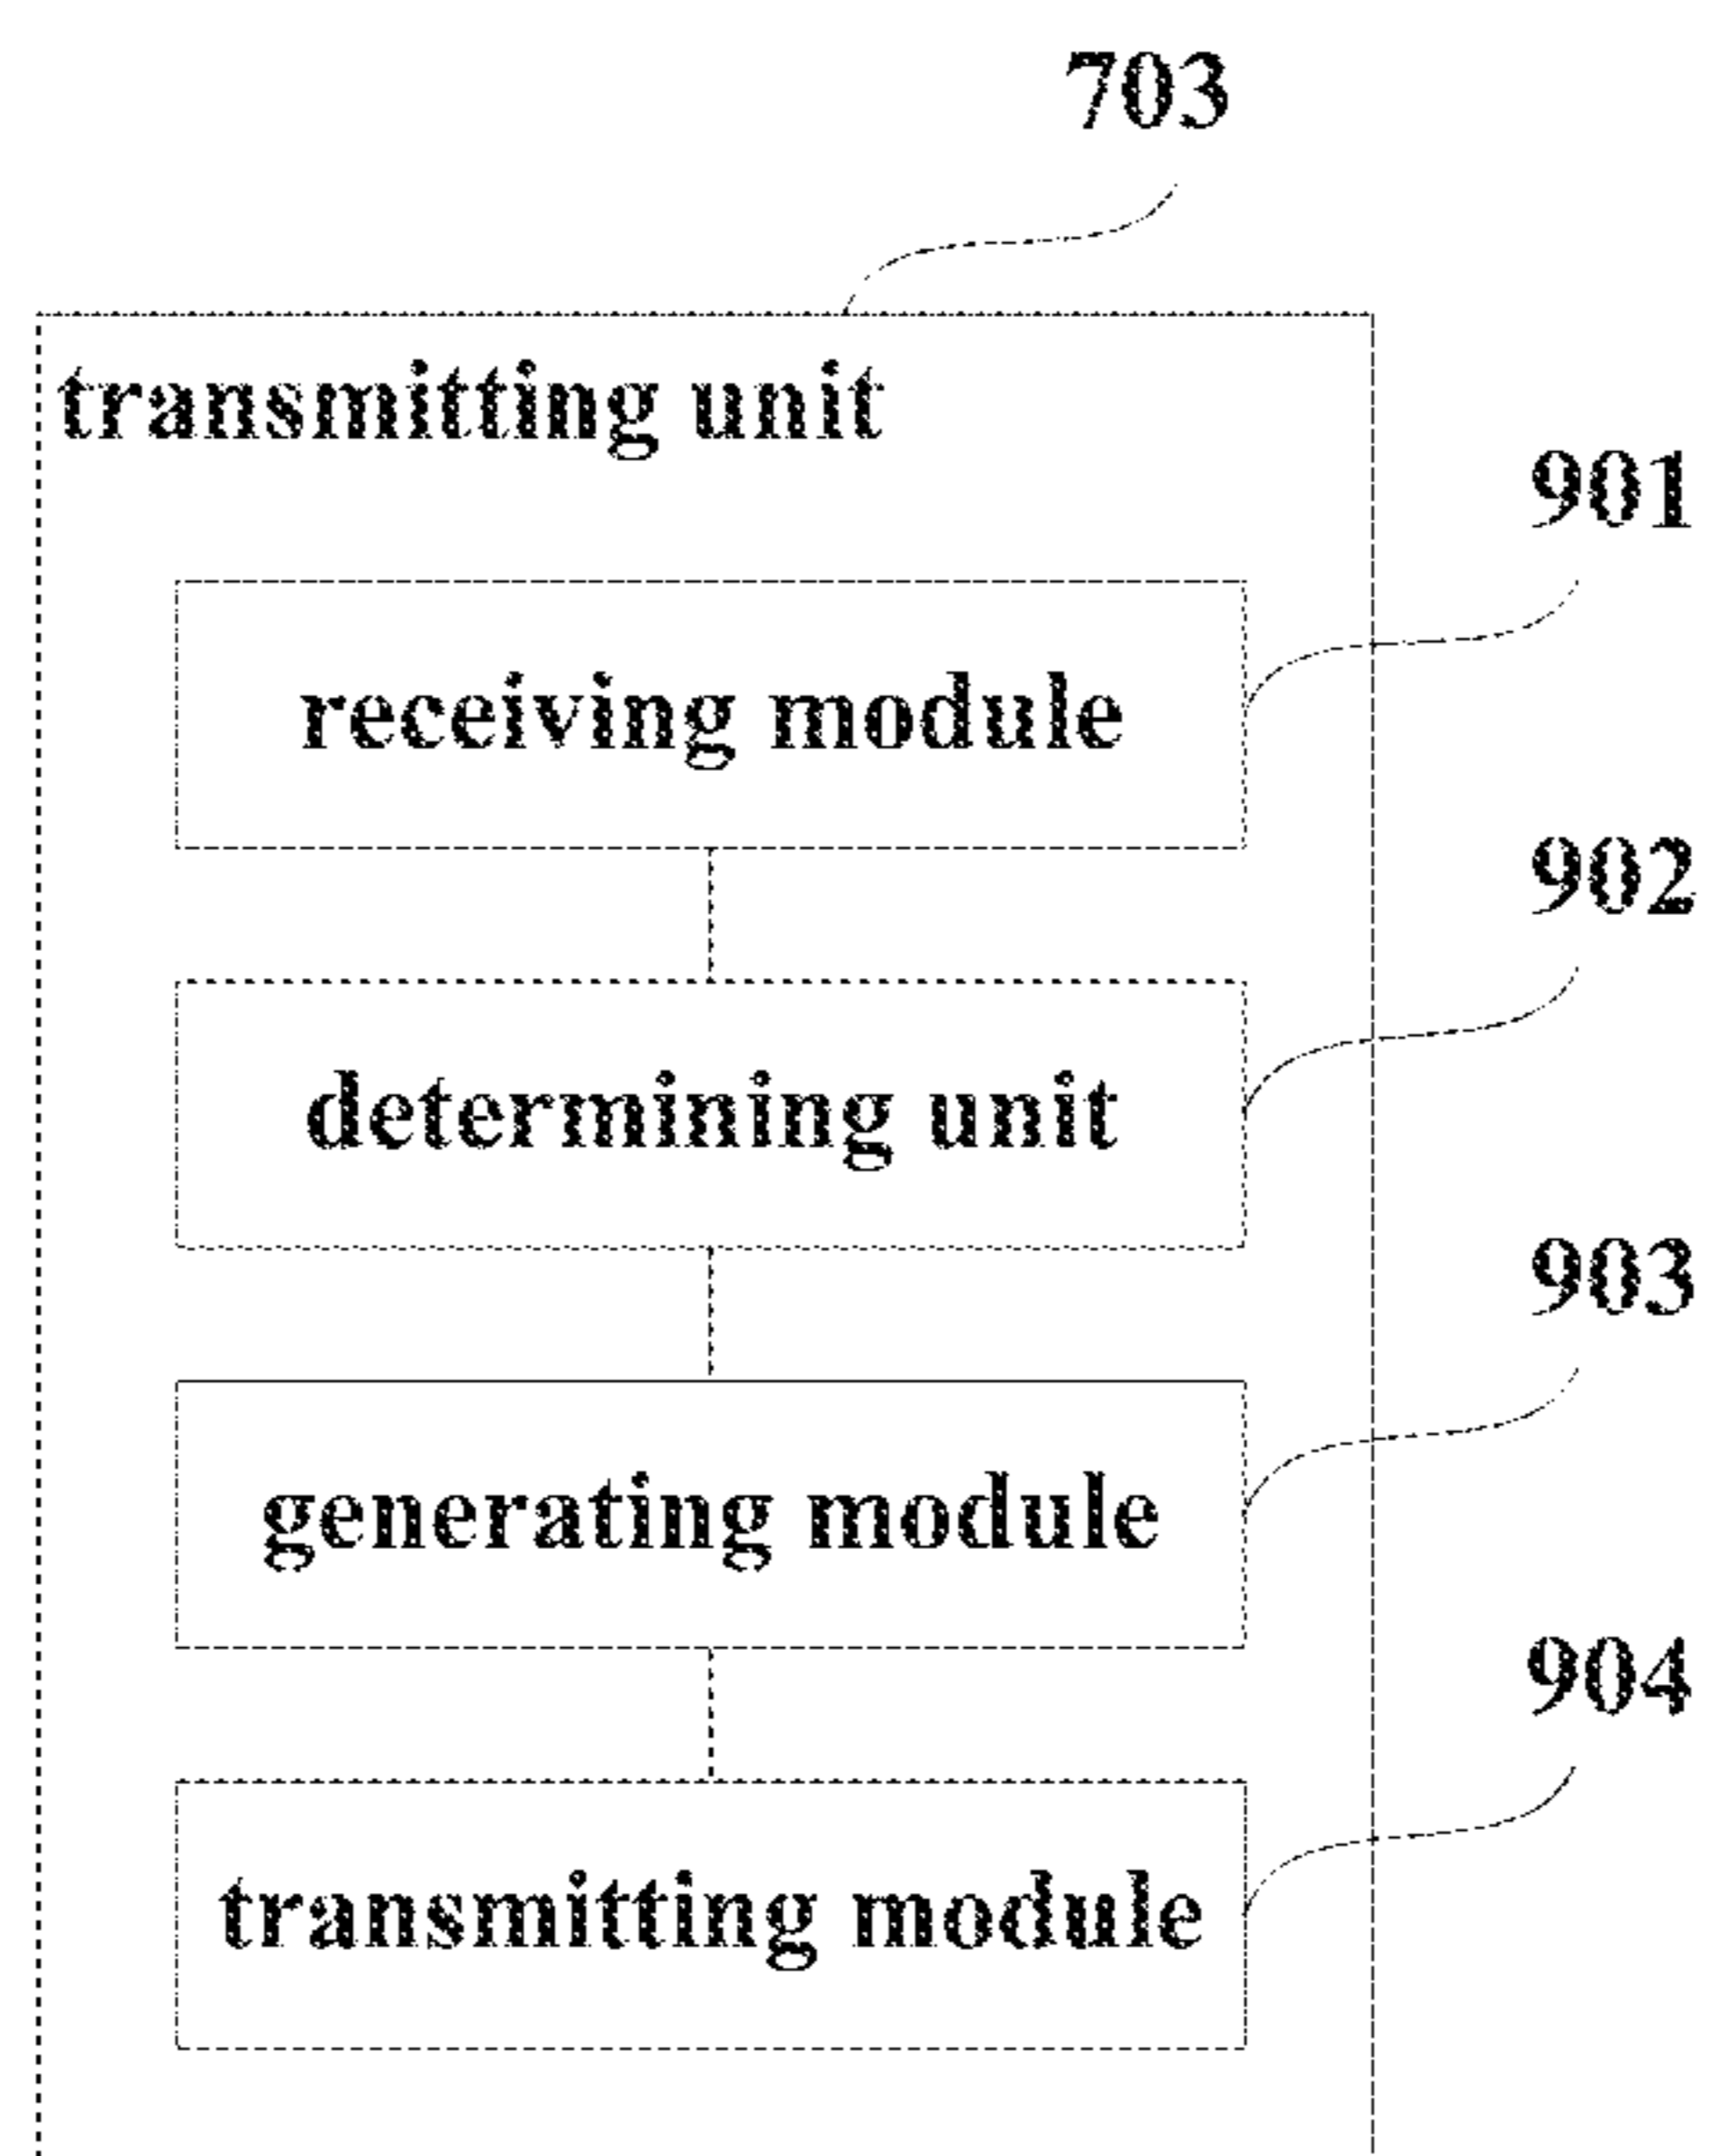 703
transmitting unit
901
receiving module
902
determining unit
903
generating module
904
transmitting module